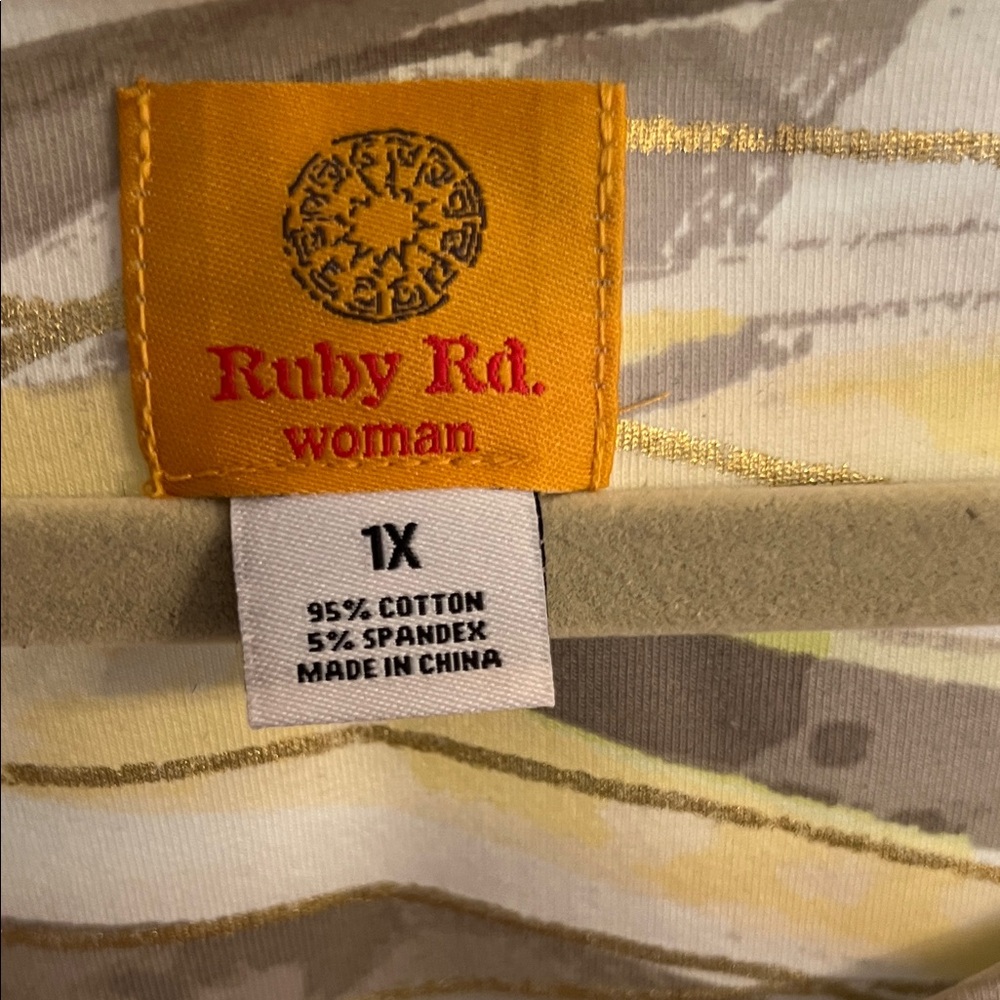 Ruby Rd.
woman
1X
95% COTTON
5% SPANDEX
MADE IN CHINA